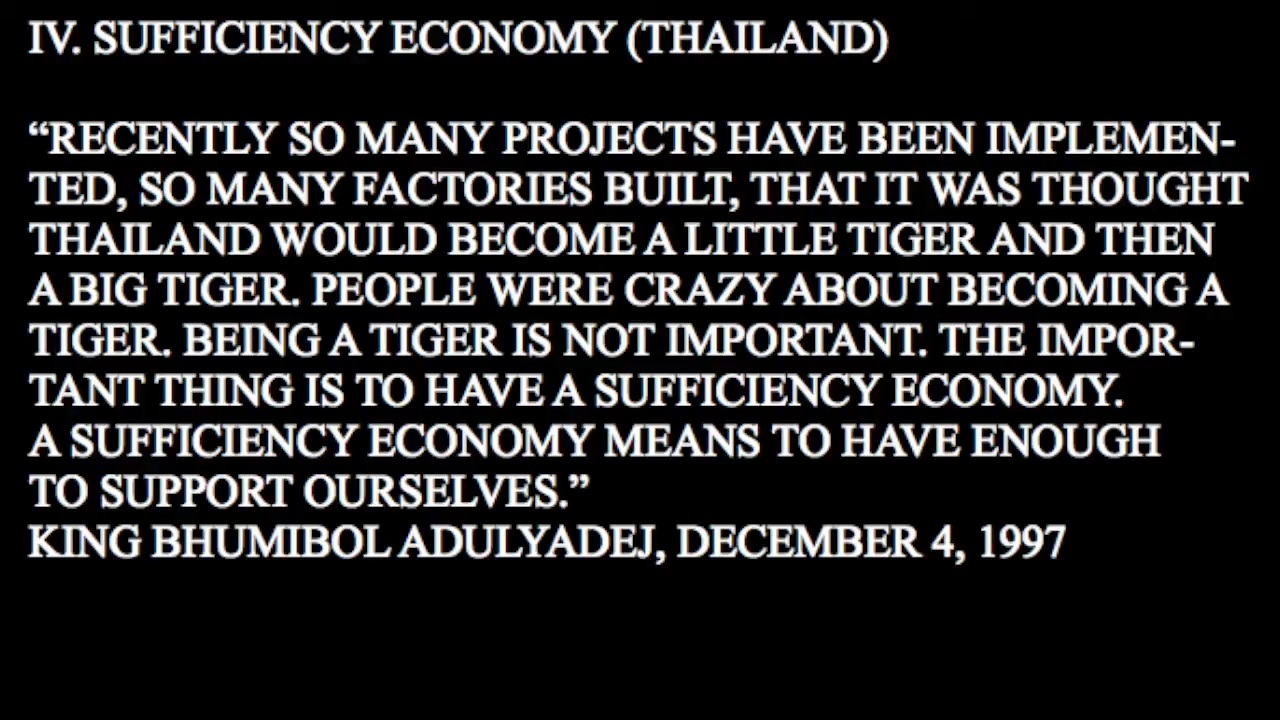 IV. SUFFICIENCY ECONOMY (THAILAND)
“RECENTLY SO MANY PROJECTS HAVE BEEN IMPLEMEN-
TED, SO MANY FACTORIES BUILT, THAT IT WAS THOUGHT
THAILAND WOULD BECOME A LITTLE TIGER AND THEN
A BIG TIGER. PEOPLE WERE CRAZY ABOUT BECOMING A
TIGER. BEING A TIGER IS NOT IMPORTANT. THE IMPOR-
TANT THING IS TO HAVE A SUFFICIENCY ECONOMY.
A SUFFICIENCY ECONOMY MEANS TO HAVE ENOUGH
TO SUPPORT OURSELVES.”
KING BHUMIBOL ADULYADEJ, DECEMBER 4, 1997